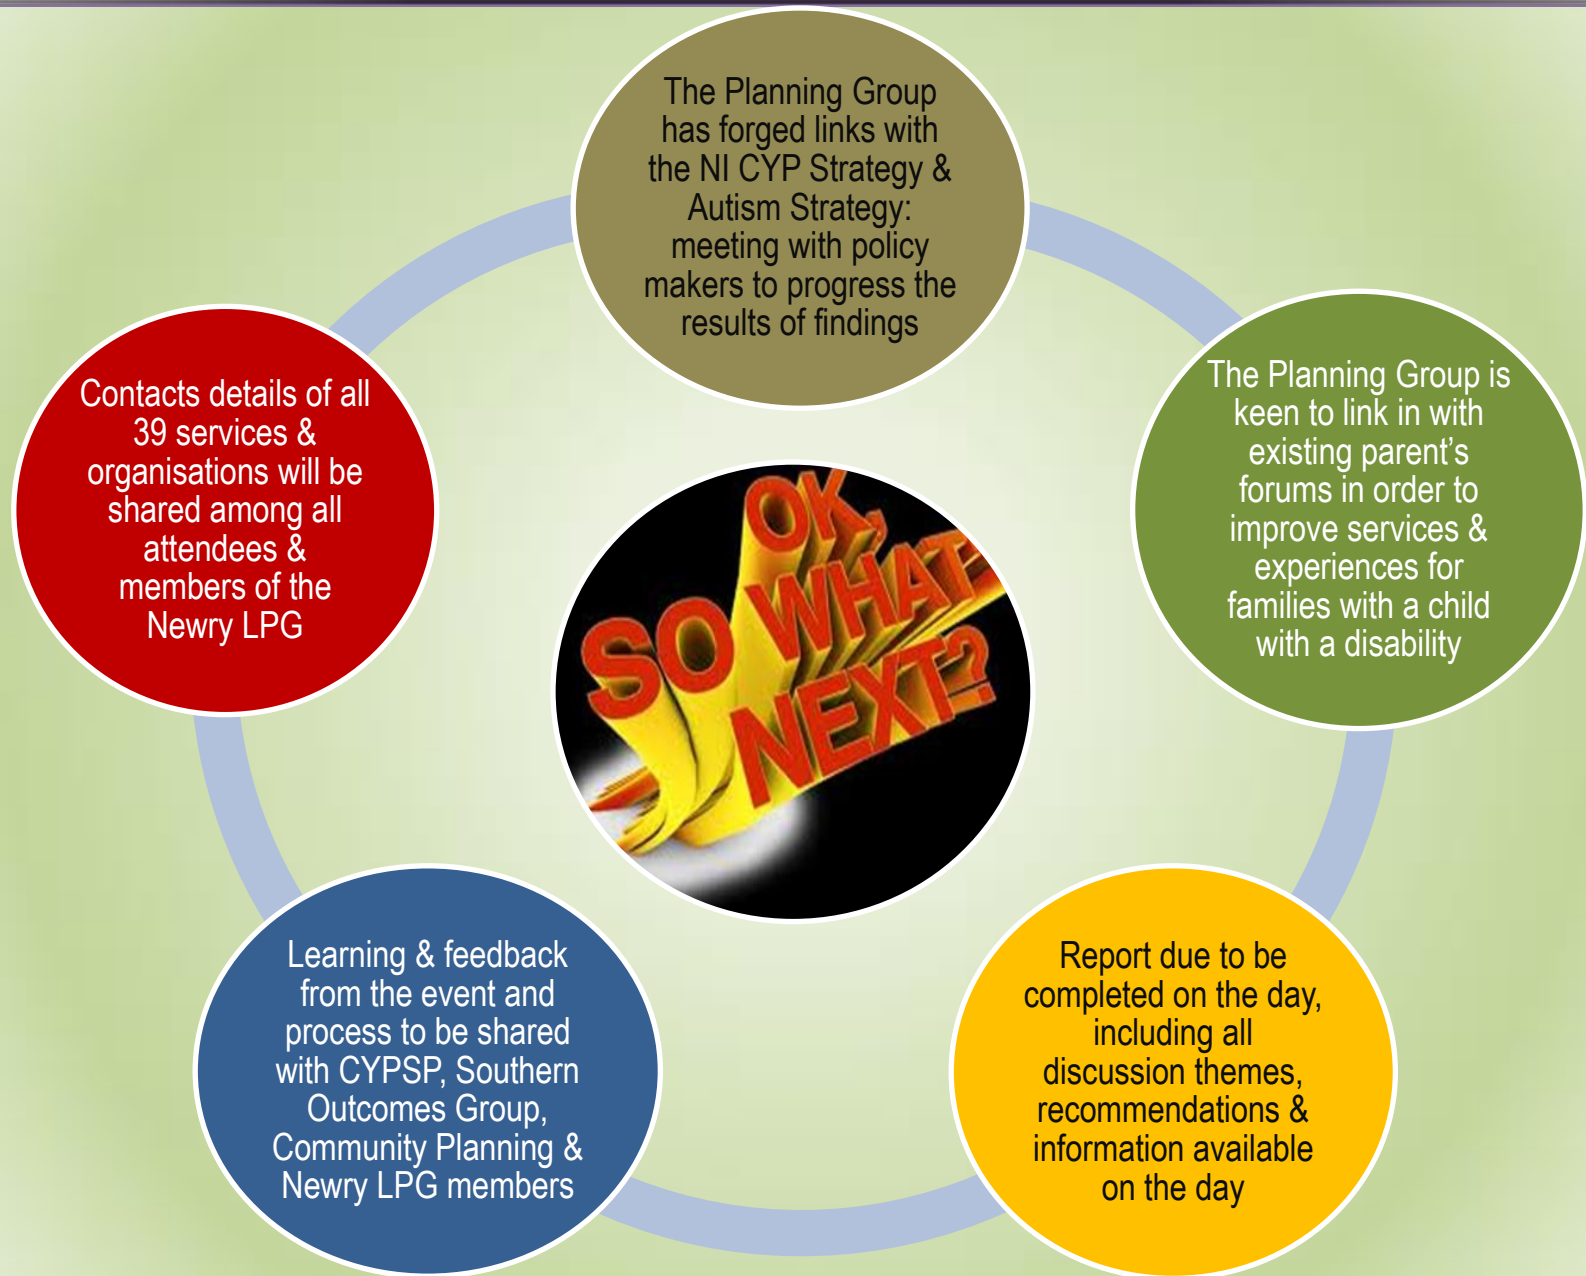 The Planning Group
has forged links with
the NI CYP Strategy &
Autism Strategy:
meeting with policy
makers to progress the
results of findings
The Planning Group is
keen to link in with
existing parent's
forums in order to
improve services &
experiences for
families with a child
with a disability
Report due to be
completed on the day,
including all
discussion themes,
recommendations &
information available
on the day
Learning & feedback
from the event and
process to be shared
with CYPSP, Southern
Outcomes Group,
Community Planning &
Newry LPG members
Contacts details of all
39 services &
organisations will be
shared among all
attendees &
members of the
Newry LPG
OK,
SO WHAT
NEXT?